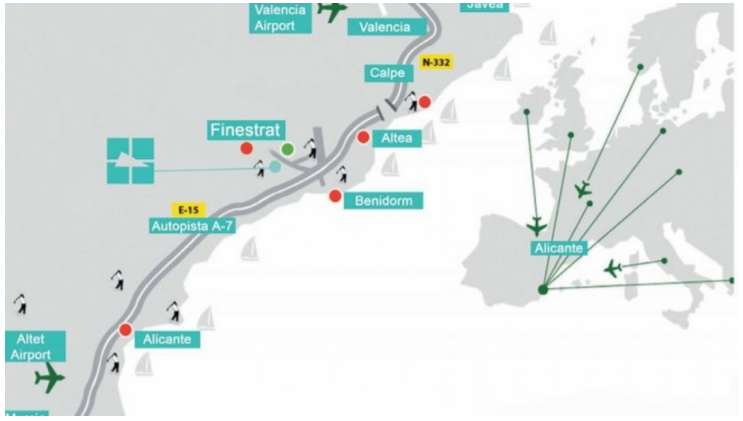 Valencia
Airport
Valencia
Javea
N-332
Calpe
Finestrat
Altea
Benidorm
E-15
Autopista A-7
Alicante
Altet
Airport
Alicante